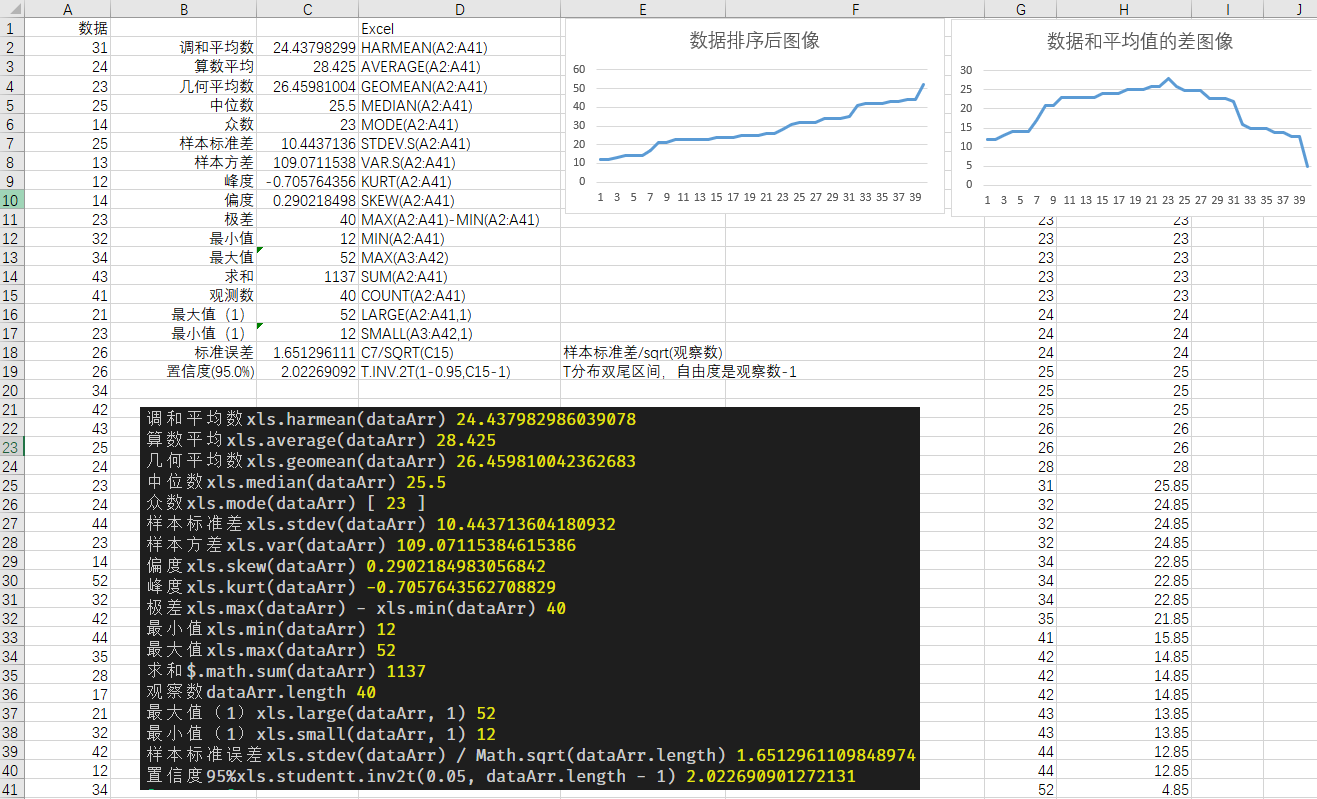 A B C D E F G H I J
1 数据 Excel
2 31 调和平均数 24.43798299 HARMEAN(A2:A41)
3 24 算数平均 28.425 AVERAGE(A2:A41)
4 23 几何平均数 26.45981004 GEOMEAN(A2:A41)
5 25 中位数 25.5 MEDIAN(A2:A41)
6 14 众数 23 MODE(A2:A41)
7 25 样本标准差 10.4437136 STDEV.S(A2:A41)
8 13 样本方差 109.0711538 VAR.S(A2:A41)
9 12 峰度 -0.705764356 KURT(A2:A41)
10 14 偏度 0.290218498 SKEW(A2:A41)
数据排序后图像
60
50
40
30
20
10
0
1 3 5 7 9 11 13 15 17 19 21 23 25 27 29 31 33 35 37 39
数据和平均值的差图像
30
25
20
15
10
5
0
1 3 5 7 9 11 13 15 17 19 21 23 25 27 29 31 33 35 37 39
11 23 极差 40 MAX(A2:A41)-MIN(A2:A41) 23 23
12 32 最小值 12 MIN(A2:A41) 23 23
13 34 最大值 52 MAX(A3:A42) 23 23
14 43 求和 1137 SUM(A2:A41) 23 23
15 41 观测数 40 COUNT(A2:A41) 23 23
16 21 最大值（1） 52 LARGE(A2:A41,1) 24 24
17 23 最小值（1） 12 SMALL(A3:A42,1) 24 24
18 26 标准误差 1.651296111 C7/SQRT(C15) 样本标准差/sqrt(观察数) 24 24
19 26 置信度(95.0%) 2.02269092 T.INV.2T(1-0.95,C15-1) T分布双尾区间，自由度是观察数-1 25 25
20 34 25 25
21 42 25 25
22 43 26 26
23 25 26 26
24 24 28 28
25 23 31 25.85
26 24 32 24.85
27 44 32 24.85
28 23 32 24.85
29 14 34 22.85
30 52 34 22.85
31 32 34 22.85
32 42 35 21.85
33 44 41 15.85
34 35 42 14.85
35 28 42 14.85
36 17 42 14.85
37 21 43 13.85
38 32 43 13.85
39 42 44 12.85
40 12 44 12.85
41 34 52 4.85
调和平均数xls.harmean(dataArr) 24.437982986039078
算数平均xls.average(dataArr) 28.425
几何平均数xls.geomean(dataArr) 26.459810042362683
中位数xls.median(dataArr) 25.5
众数xls.mode(dataArr) [ 23 ]
样本标准差xls.stdev(dataArr) 10.443713604180932
样本方差xls.var(dataArr) 109.07115384615386
偏度xls.skew(dataArr) 0.2902184983056842
峰度xls.kurt(dataArr) -0.7057643562708829
极差xls.max(dataArr) - xls.min(dataArr) 40
最小值xls.min(dataArr) 12
最大值xls.max(dataArr) 52
求和$.math.sum(dataArr) 1137
观察数dataArr.length 40
最大值（1）xls.large(dataArr, 1) 52
最小值（1）xls.small(dataArr, 1) 12
样本标准误差xls.stdev(dataArr) / Math.sqrt(dataArr.length) 1.6512961109848974
置信度95%xls.studentt.inv2t(0.05, dataArr.length - 1) 2.022690901272131